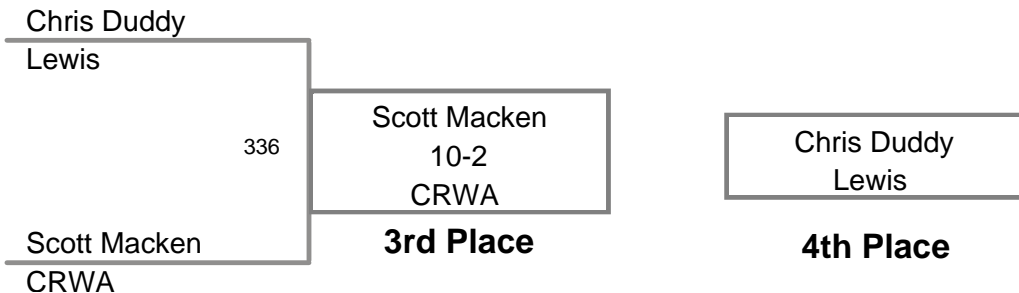 Chris Duddy
Lewis
336
Scott Macken
CRWA
Scott Macken
10-2
CRWA
3rd Place
Chris Duddy
Lewis
4th Place